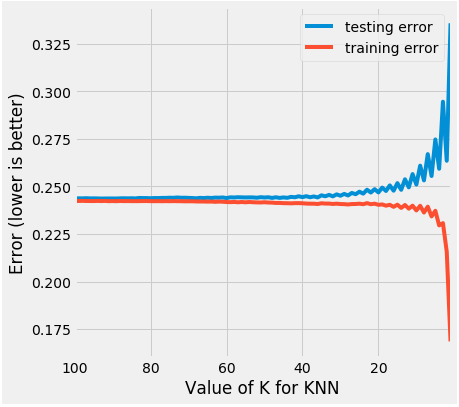 testing error
training error
0.325
0.300
0.275
0.250
0.225
0.200
0.175
Error (lower is better)
100 80 60 40 20
Value of K for KNN